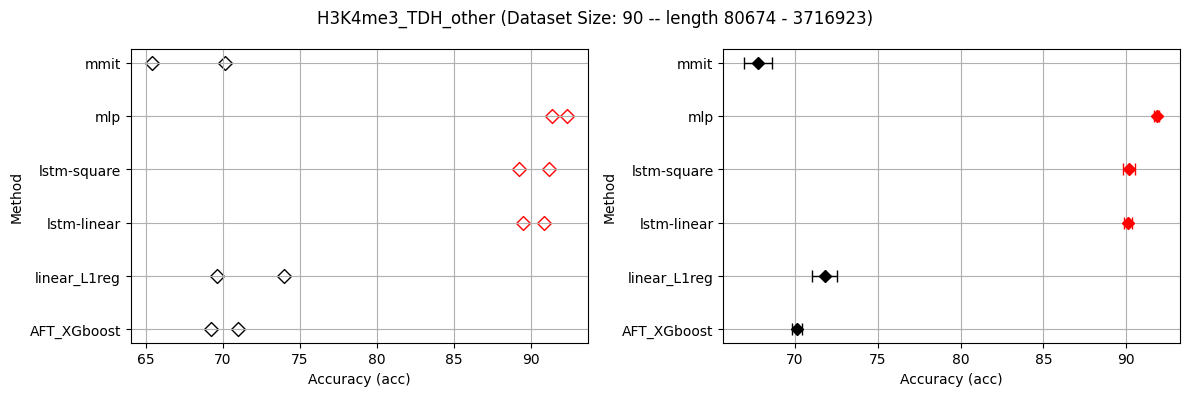 H3K4me3_TDH_other (Dataset Size: 90 -- length 80674 - 3716923)
Method
mmit
mlp
lstm-square
lstm-linear
linear_L1reg
AFT_XGboost
65 70 75 80 85 90
Accuracy (acc)
Method
mmit
mlp
lstm-square
lstm-linear
linear_L1reg
AFT_XGboost
70 75 80 85 90
Accuracy (acc)